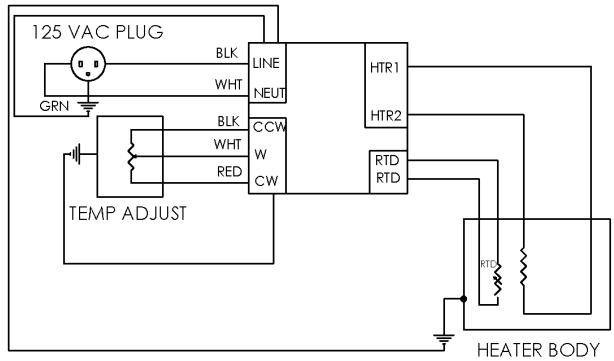 125 VAC PLUG
BLK
LINE
HTR1
WHT
NEUT
GRN
HTR2
BLK
CCW
WHT
W
RTD
RED
CW
RTD
TEMP ADJUST
RTD
HEATER BODY